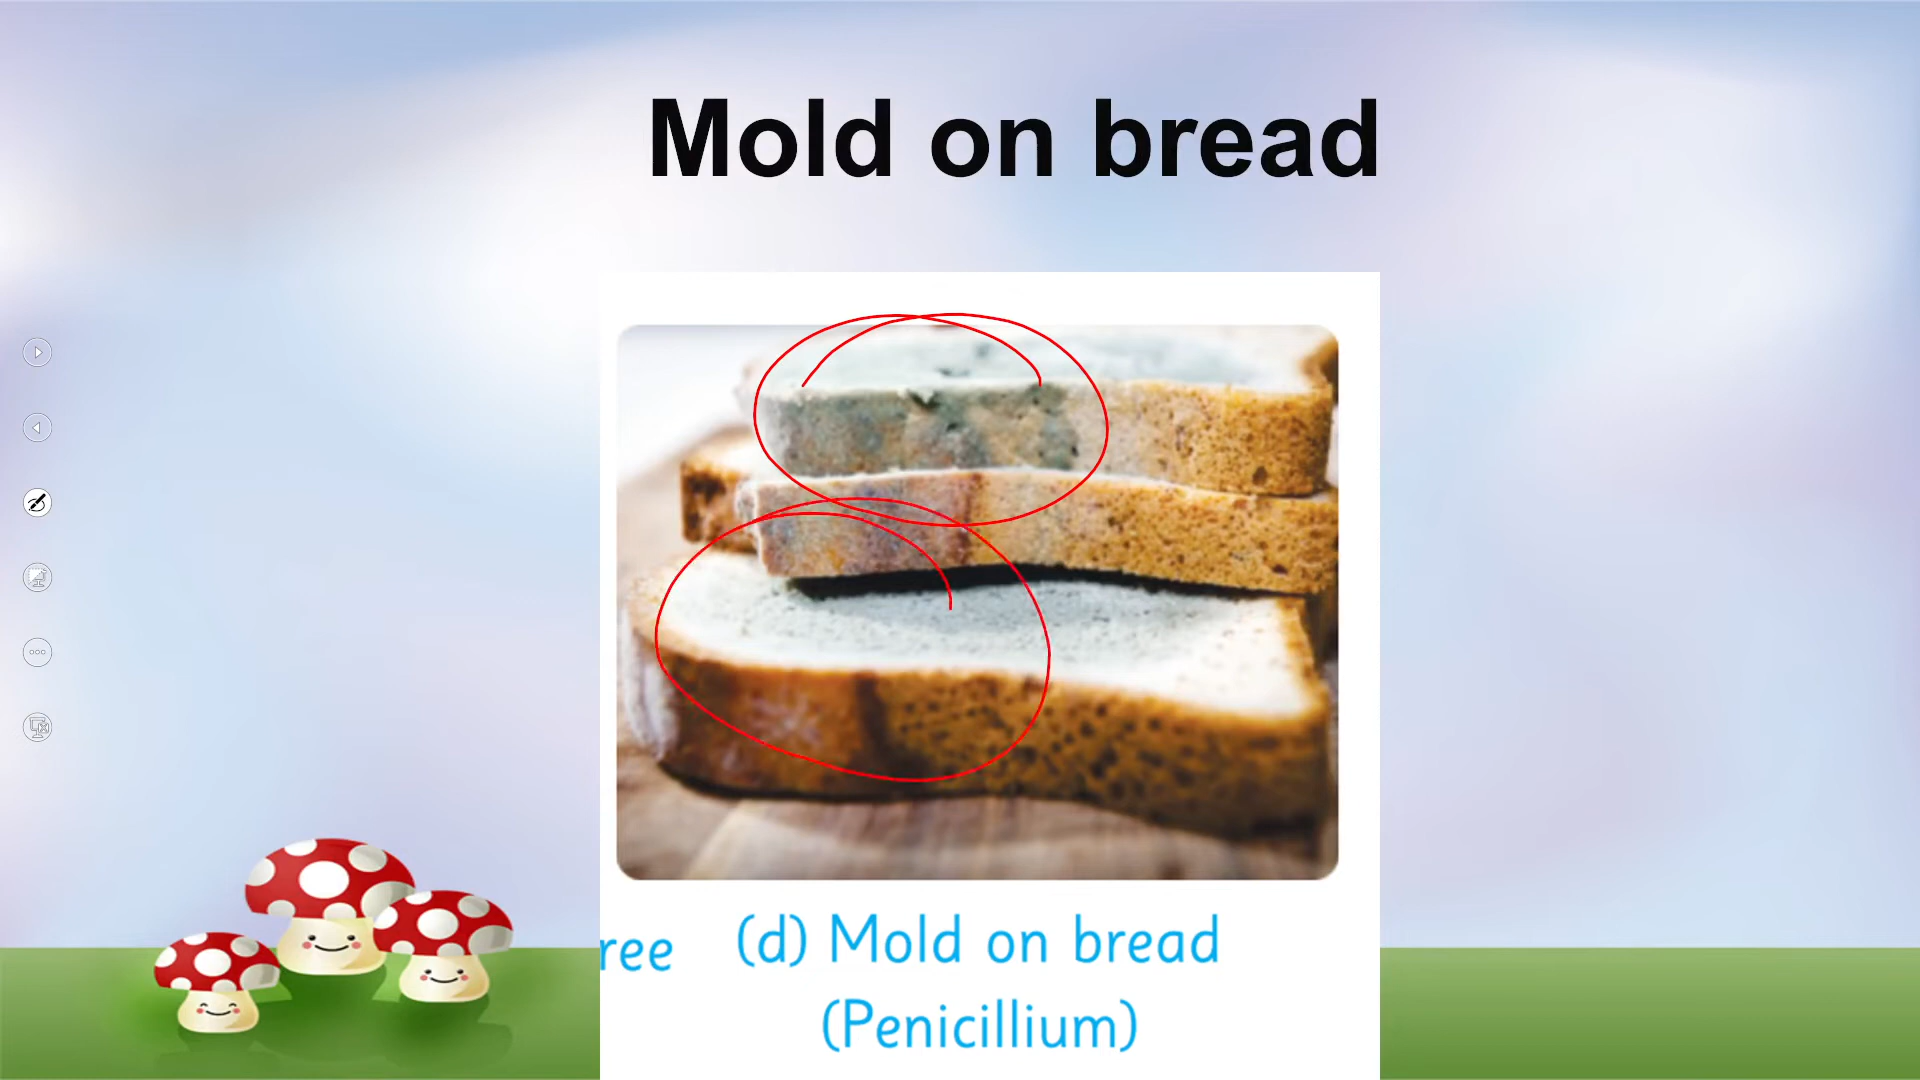 Mold on bread
ree
(d) Mold on bread
(Penicillium)